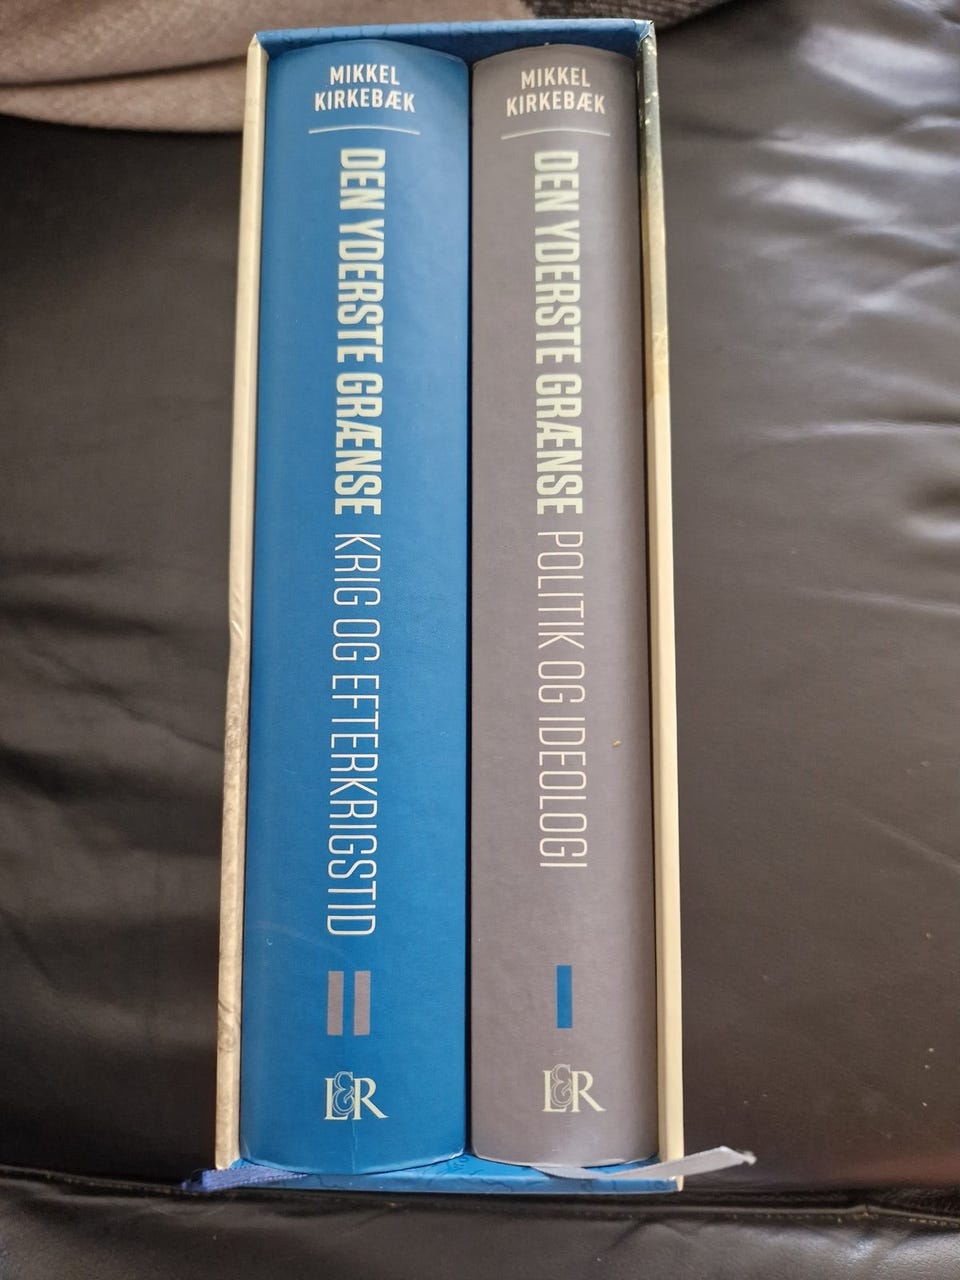 MIKKEL
KIRKEBÆK
DEN YDERSTE GRÆNSE KRIG OG EFTERKRIGSTID
II
L&R
MIKKEL
KIRKEBÆK
DEN YDERSTE GRÆNSE POLITIK OG IDEOLOGI
I
L&R